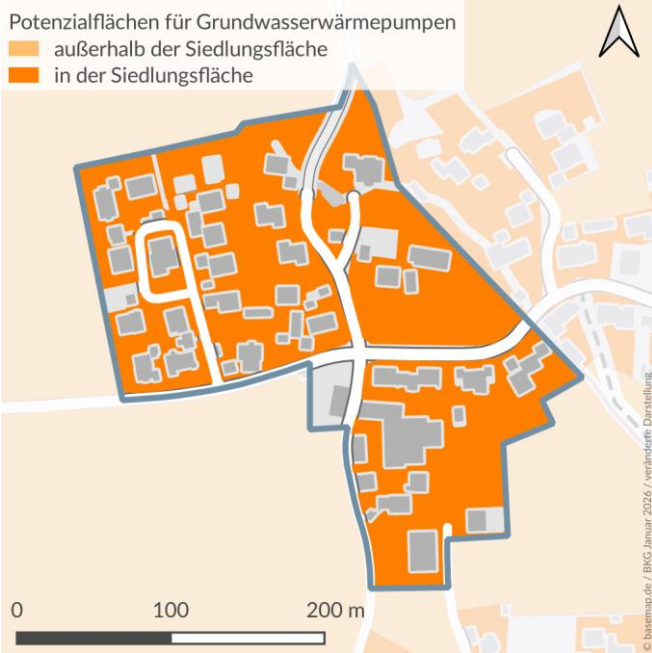 Potenzialflächen für Grundwasserwärmepumpen
außerhalb der Siedlungsfläche
in der Siedlungsfläche
0 100 200 m
© basemap.de / BKG Januar 2026 / veränderte Darstellung